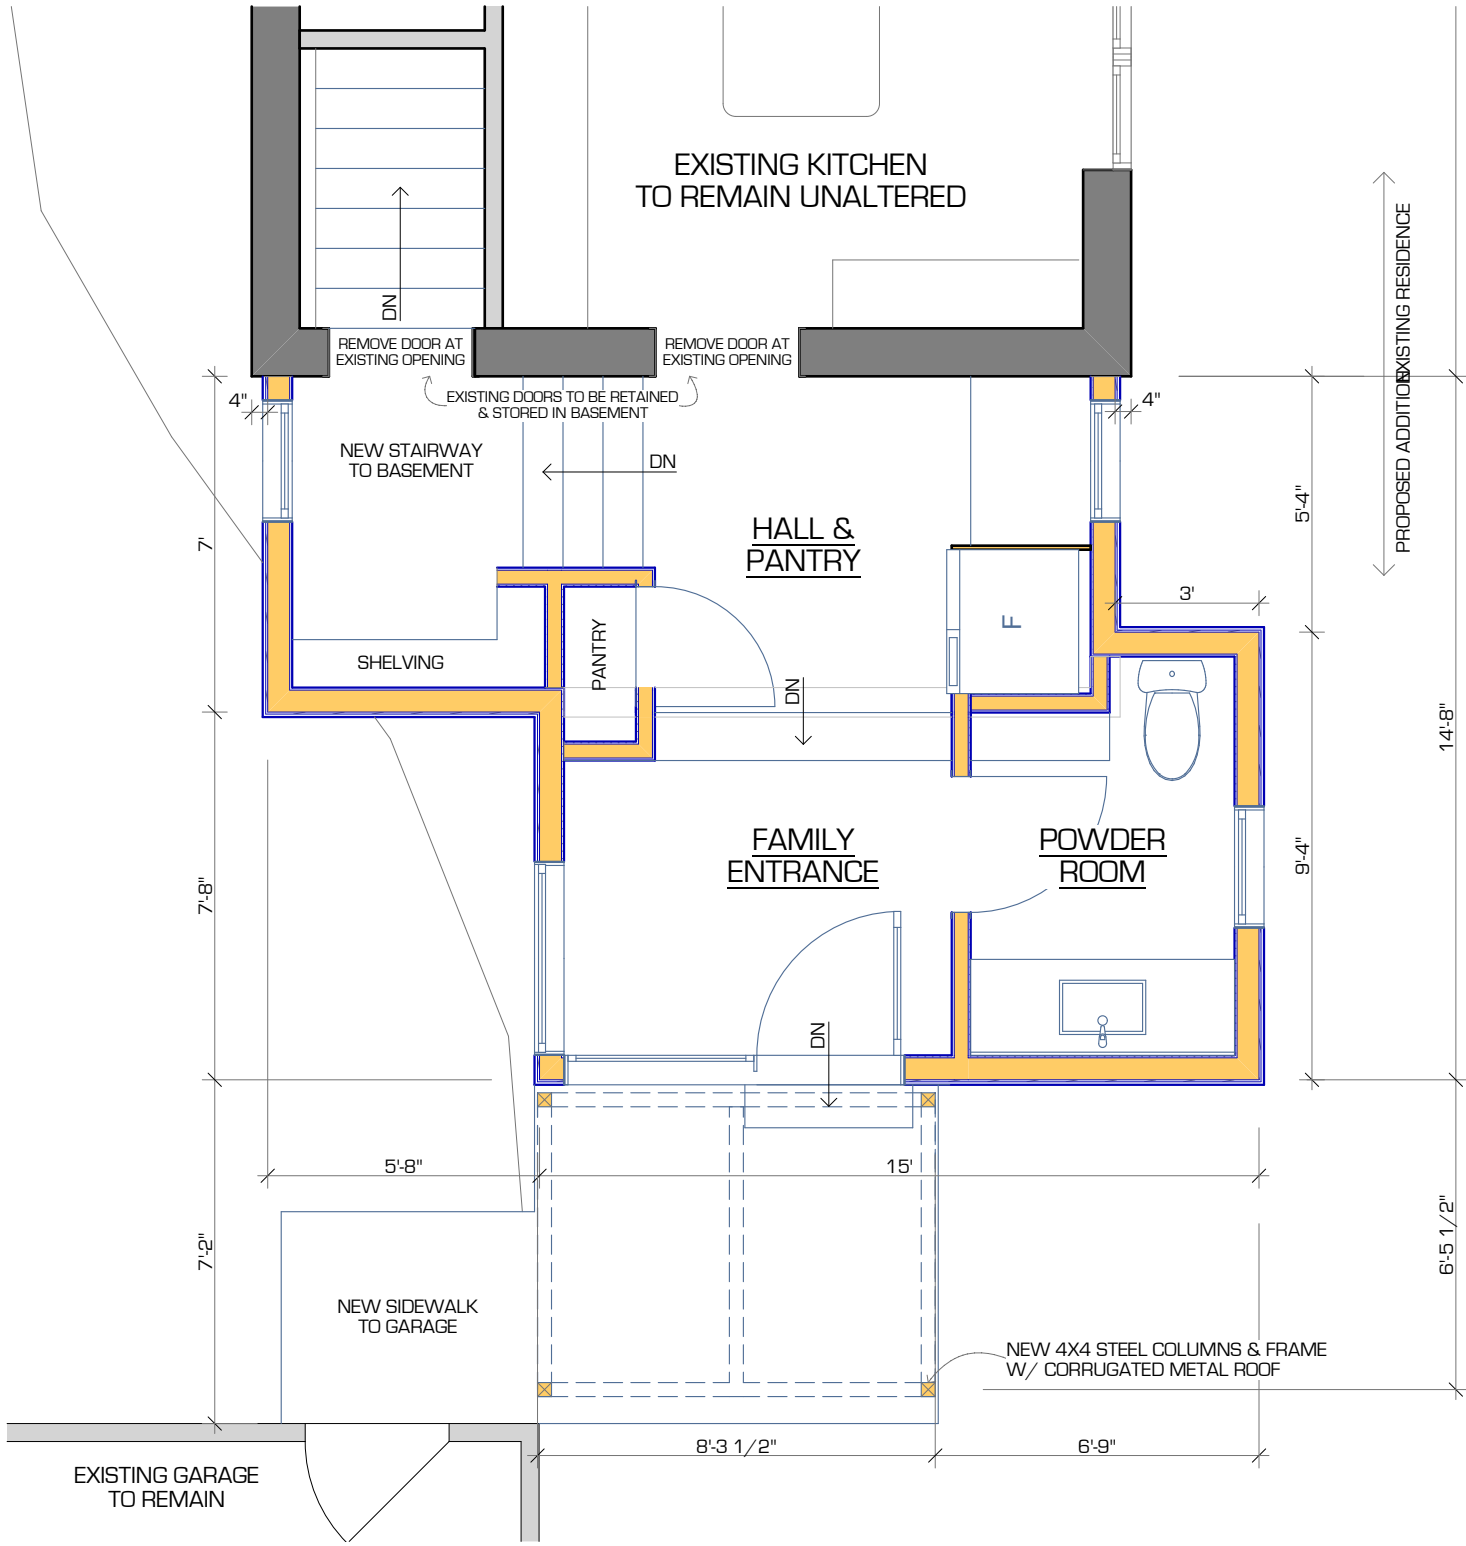 EXISTING KITCHEN
TO REMAIN UNALTERED
EXISTING RESIDENCE
PROPOSED ADDITION
DN
REMOVE DOOR AT
EXISTING OPENING
REMOVE DOOR AT
EXISTING OPENING
EXISTING DOORS TO BE RETAINED
& STORED IN BASEMENT
4"
4"
NEW STAIRWAY
TO BASEMENT
DN
5'-4"
7'
HALL &
PANTRY
3'
F
PANTRY
SHELVING
DN
14'-8"
FAMILY
ENTRANCE
POWDER
ROOM
9'-4"
7'-8"
DN
5'-8"
15'
7'-2"
6'-5 1/2"
NEW SIDEWALK
TO GARAGE
NEW 4X4 STEEL COLUMNS & FRAME
W/ CORRUGATED METAL ROOF
8'-3 1/2"
6'-9"
EXISTING GARAGE
TO REMAIN